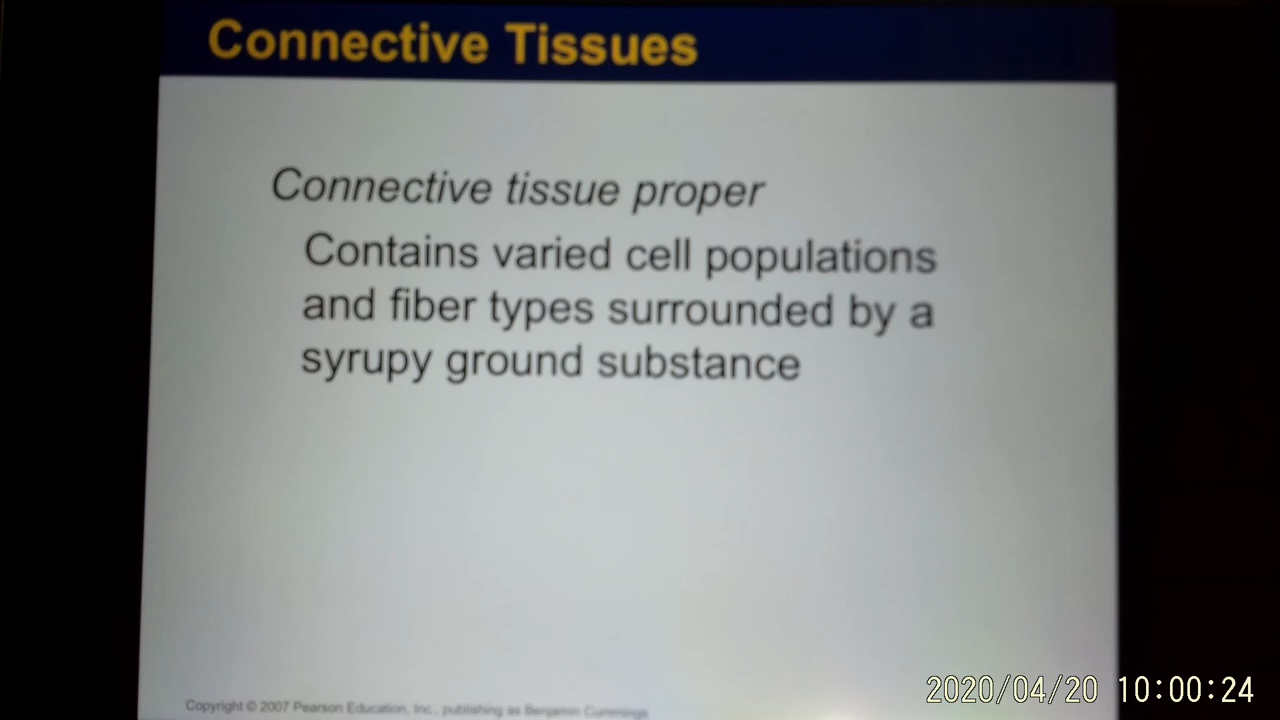 Connective Tissues
Connective tissue proper
Contains varied cell populations
and fiber types surrounded by a
syrupy ground substance
Copyright © 2007 Pearson Education, Inc., publishing as Benjamin Cummings
2020/04/20 10:00:24